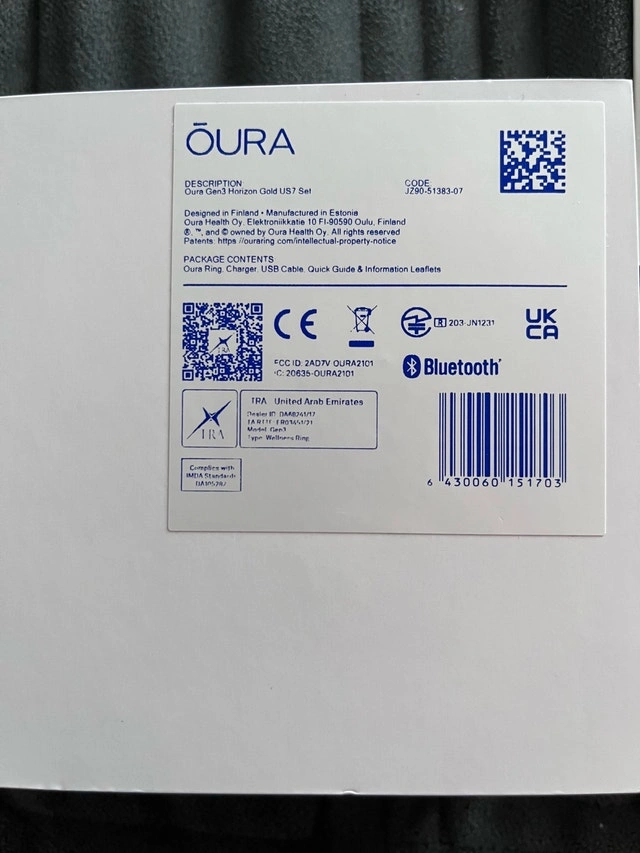 ŌURA
DESCRIPTION
Oura Gen3 Horizon Gold US7 Set
CODE:
JZ90-51383-07
Designed in Finland • Manufactured in Estonia
Oura Health Oy, Elektroniikkatie 10 FI-90590 Oulu, Finland
®, ™, and © owned by Oura Health Oy. All rights reserved
Patents: https://ouraring.com/intellectual-property-notice
PACKAGE CONTENTS
Oura Ring, Charger, USB Cable, Quick Guide & Information Leaflets
CE
R 203-JN1231
UK
CA
FCC ID: 2AD7V-OURA2101
IC: 20635-OURA2101
Bluetooth®
TRA
TRA United Arab Emirates
Dealer ID:
Model: Gen3
Type: Wellness Ring
TRA
Complies with
IMDA Standards
6 430060 151703